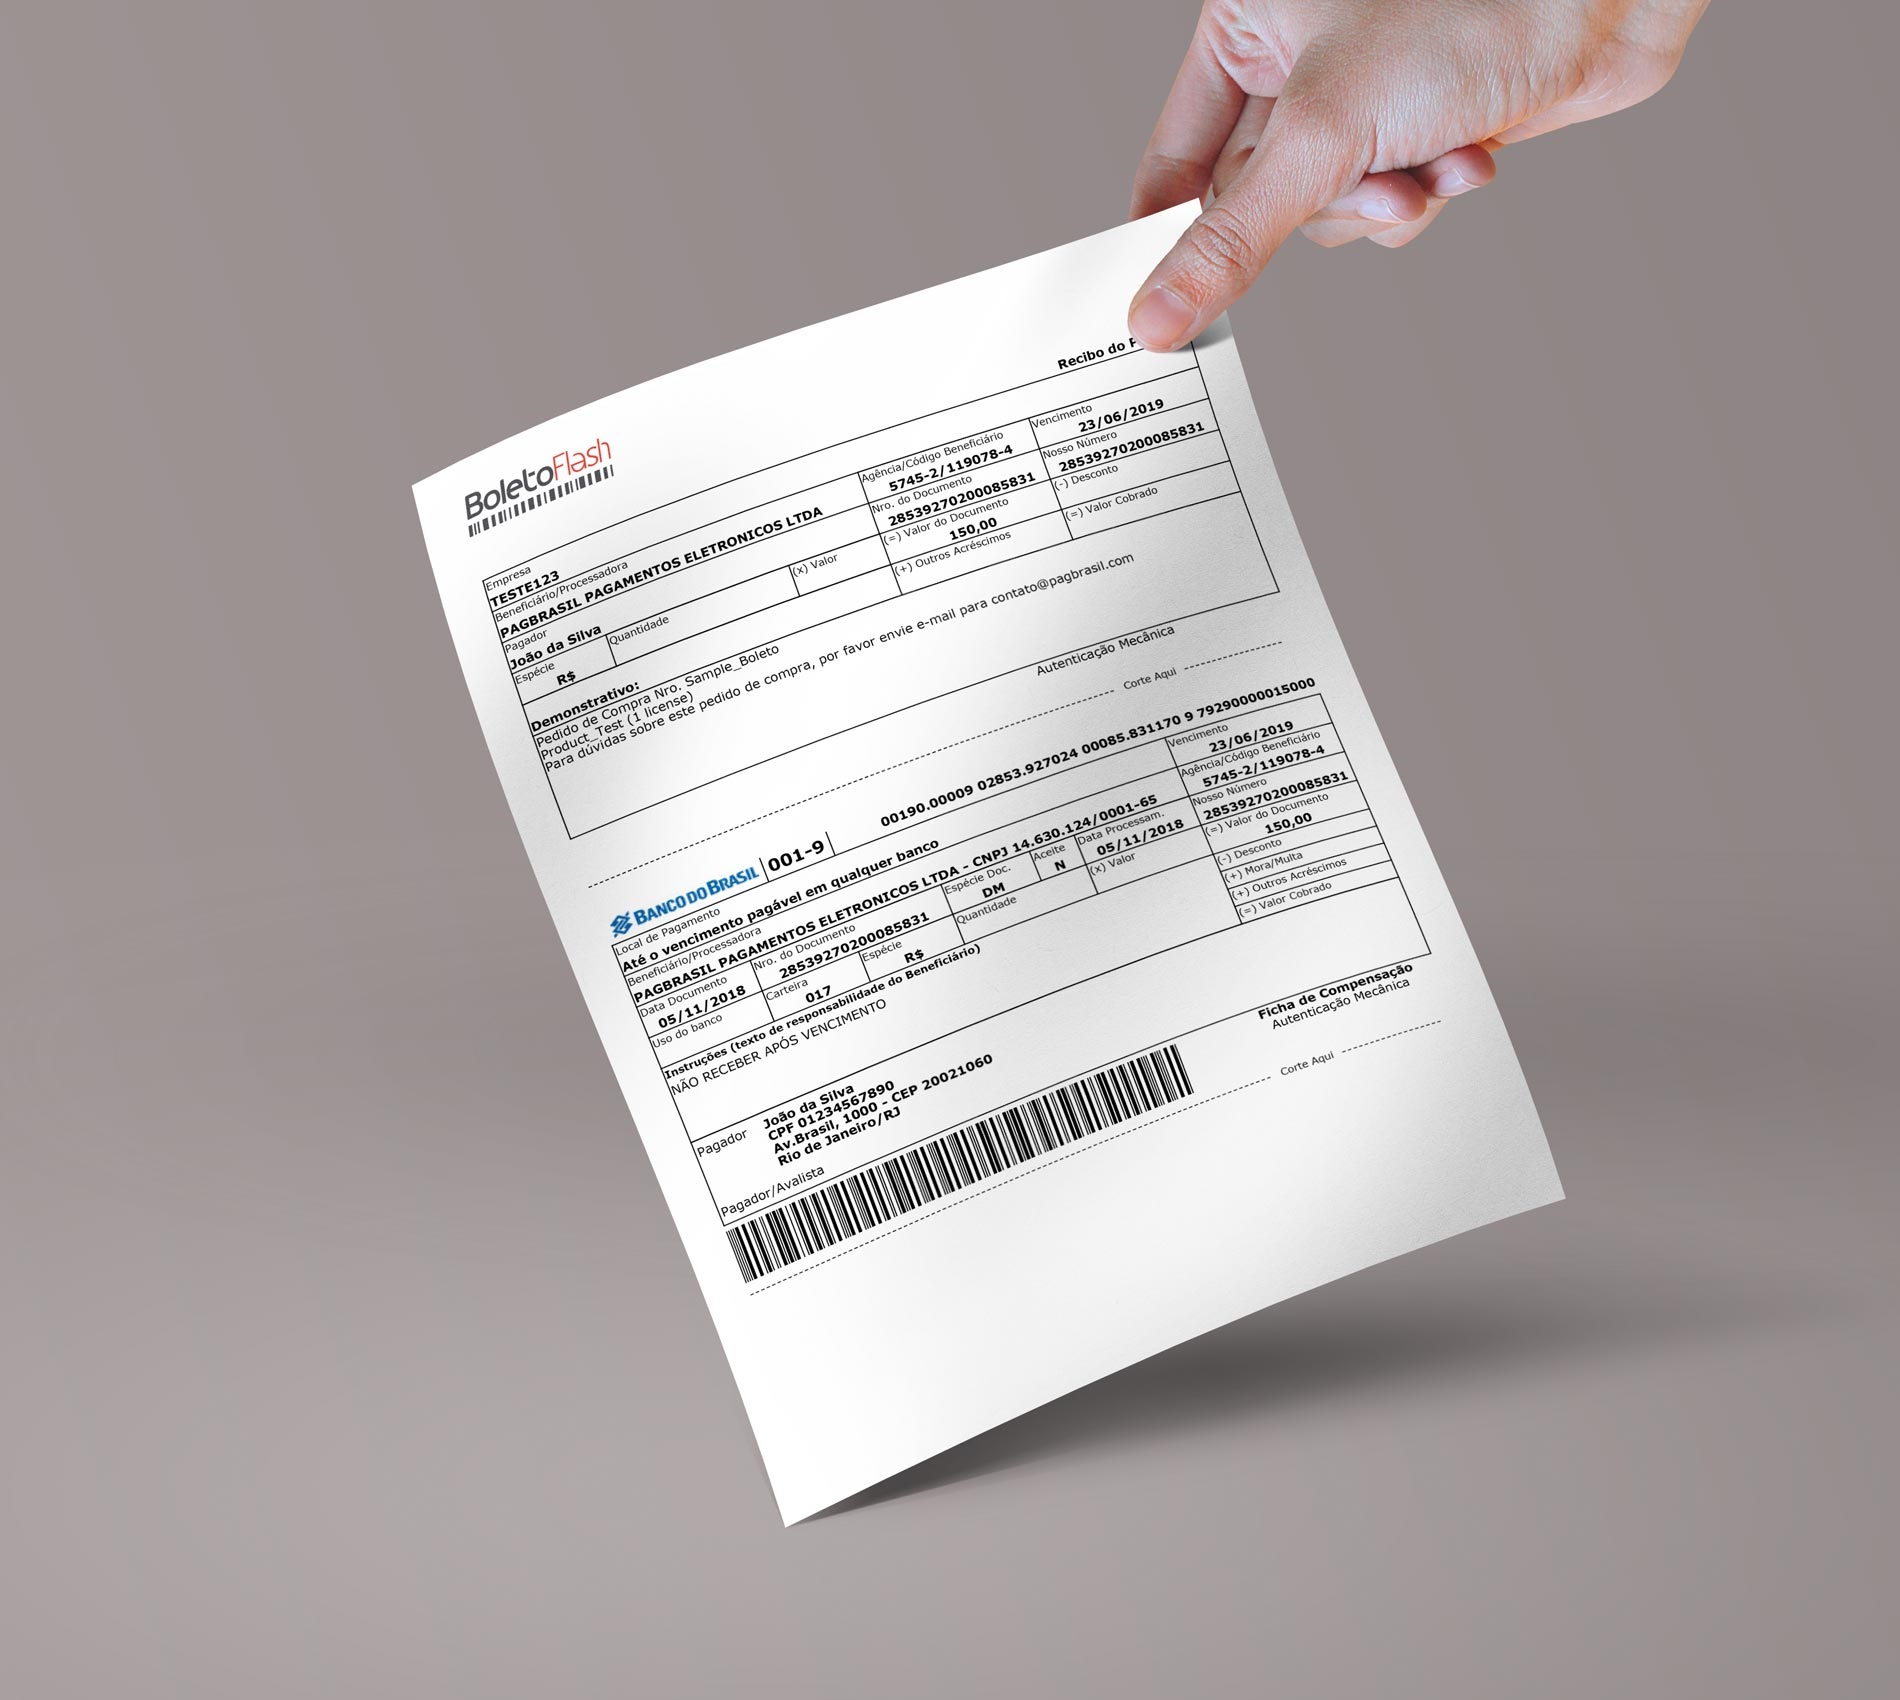 BoletoFlash
Recibo do
Empresa
TESTE123
Beneficiário/Processadora
PAGBRASIL PAGAMENTOS ELETRONICOS LTDA
Agência/Código Beneficiário
5745-2/119078-4
Vencimento
23/06/2019
Pagador
João da Silva
Nro. do Documento
28539270200085831
Nosso Número
28539270200085831
Espécie
R$
Quantidade
(x) Valor
(=) Valor do Documento
150,00
(-) Desconto
(+) Outros Acréscimos
(=) Valor Cobrado
Demonstrativo:
Pedido de Compra Nro. Sample_Boleto
Product_Test (1 license)
Para dúvidas sobre este pedido de compra, por favor envie e-mail para contato@pagbrasil.com
Autenticação Mecânica
Corte Aqui
BANCO DO BRASIL 001-9 00190.00009 02853.927024 00085.831170 9 79290000015000
Local de Pagamento
Até o vencimento pagável em qualquer banco
Vencimento
23/06/2019
Beneficiário/Processadora
PAGBRASIL PAGAMENTOS ELETRONICOS LTDA - CNPJ 14.630.124/0001-65
Agência/Código Beneficiário
5745-2/119078-4
Data Documento
05/11/2018
Nro. do Documento
28539270200085831
Espécie Doc.
DM
Aceite
N
Data Processam.
05/11/2018
Nosso Número
28539270200085831
Uso do banco
Carteira
017
Espécie
R$
Quantidade
(x) Valor
(=) Valor do Documento
150,00
Instruções (texto de responsabilidade do Beneficiário)
NÃO RECEBER APÓS VENCIMENTO
(-) Desconto
(+) Mora/Multa
(+) Outros Acréscimos
(=) Valor Cobrado
Pagador
João da Silva
CPF 01234567890
Av.Brasil, 1000 - CEP 20021060
Rio de Janeiro/RJ
Pagador/Avalista
Ficha de Compensação
Autenticação Mecânica
Corte Aqui